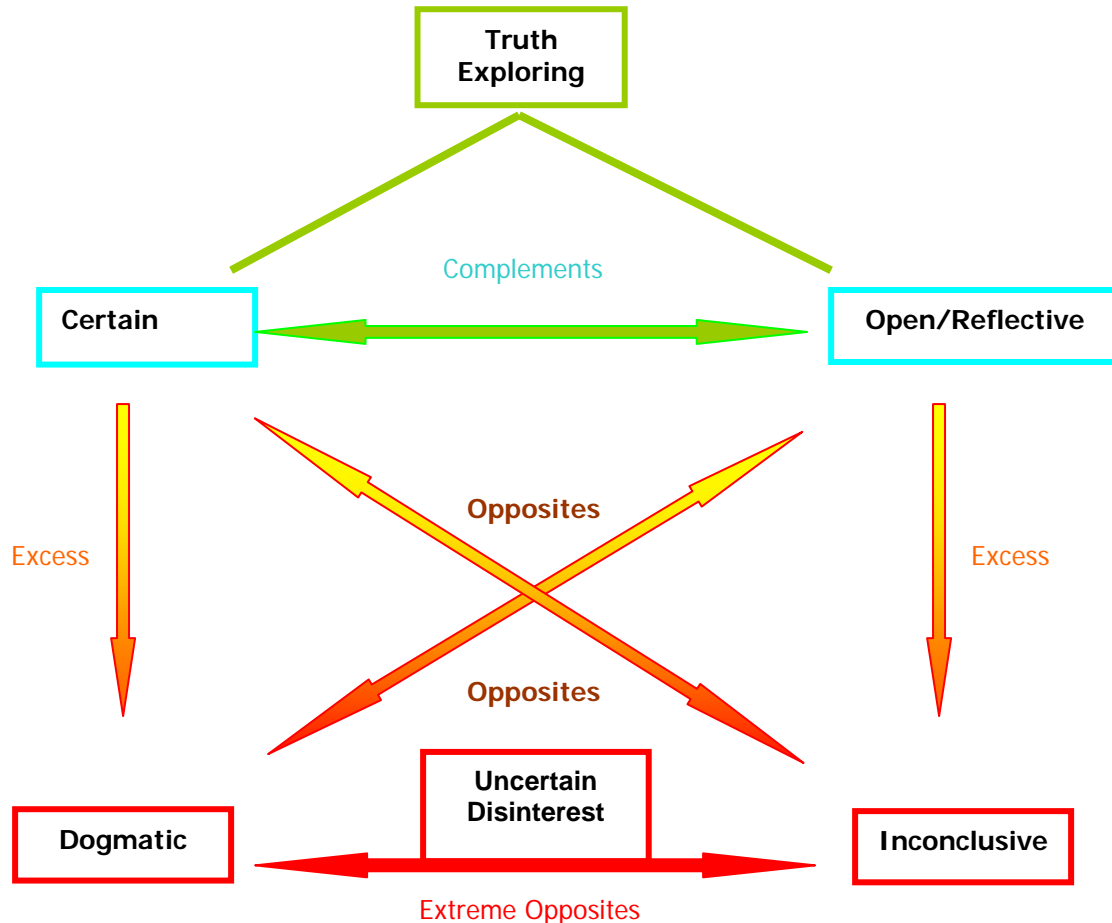 Truth
Exploring
Complements
Certain
Open/Reflective
Opposites
Excess
Excess
Opposites
Uncertain
Disinterest
Dogmatic
Inconclusive
Extreme Opposites